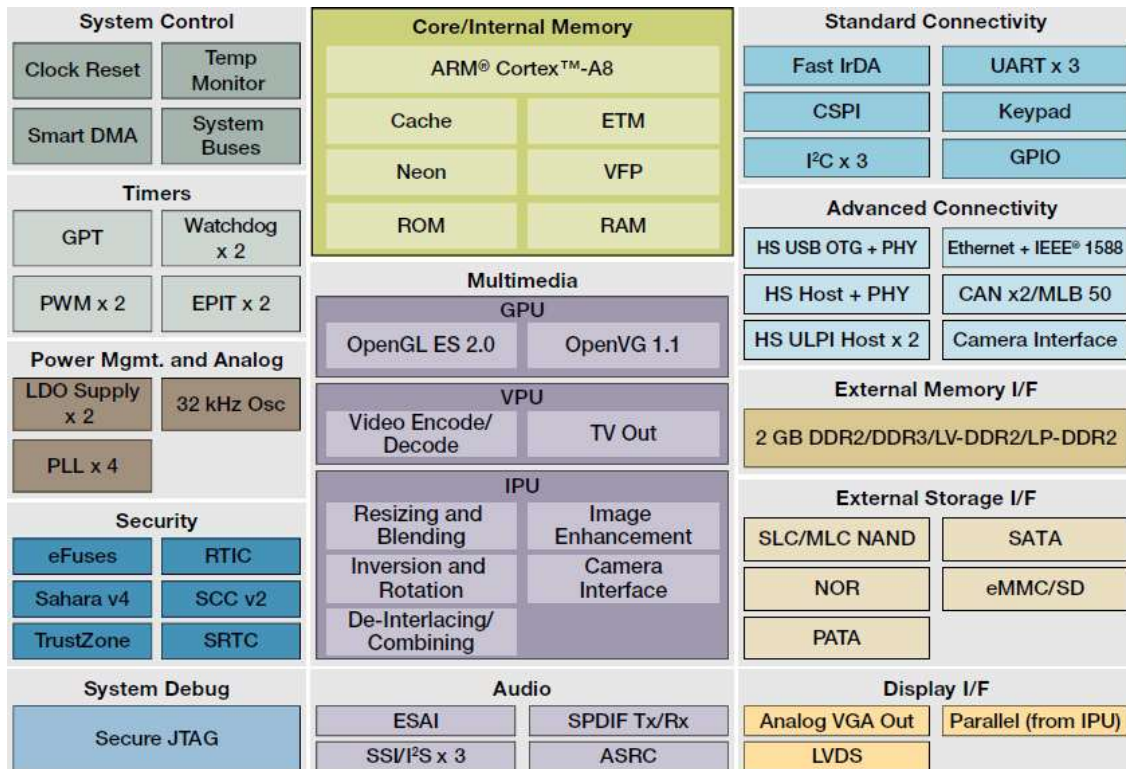 System Control
Clock Reset
Temp
Monitor
Smart DMA
System
Buses
Timers
GPT
Watchdog
x 2
PWM x 2
EPIT x 2
Power Mgmt. and Analog
LDO Supply
x 2
32 kHz Osc
PLL x 4
Security
eFuses
RTIC
Sahara v4
SCC v2
TrustZone
SRTC
System Debug
Secure JTAG
Core/Internal Memory
ARM® Cortex™-A8
Cache
ETM
Neon
VFP
ROM
RAM
Multimedia
GPU
OpenGL ES 2.0
OpenVG 1.1
VPU
Video Encode/
Decode
TV Out
IPU
Resizing and
Blending
Image
Enhancement
Inversion and
Rotation
Camera
Interface
De-Interlacing/
Combining
Audio
ESAI
SPDIF Tx/Rx
SSI/I²S x 3
ASRC
Standard Connectivity
Fast IrDA
UART x 3
CSPI
Keypad
I²C x 3
GPIO
Advanced Connectivity
HS USB OTG + PHY
Ethernet + IEEE® 1588
HS Host + PHY
CAN x2/MLB 50
HS ULPI Host x 2
Camera Interface
External Memory I/F
2 GB DDR2/DDR3/LV-DDR2/LP-DDR2
External Storage I/F
SLC/MLC NAND
SATA
NOR
eMMC/SD
PATA
Display I/F
Analog VGA Out
Parallel (from IPU)
LVDS